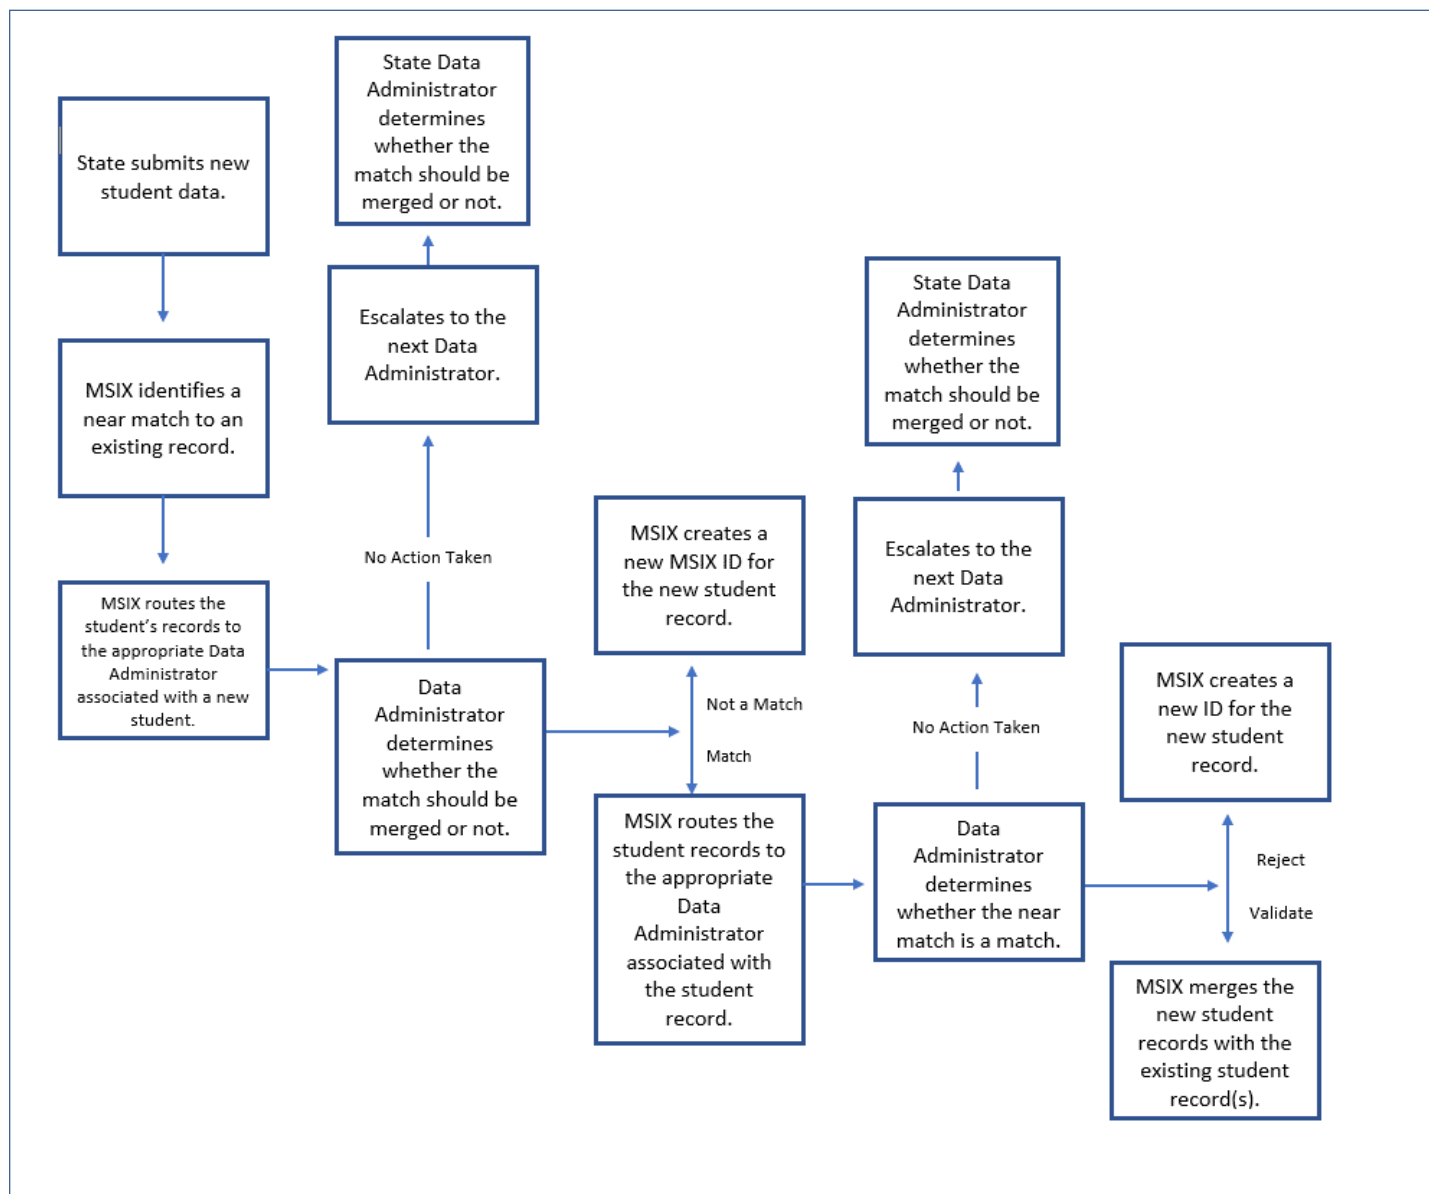 State submits new
student data.
MSIX identifies a
near match to an
existing record.
MSIX routes the
student’s records to
the appropriate Data
Administrator
associated with a new
student.
State Data
Administrator
determines
whether the
match should be
merged or not.
Escalates to the
next Data
Administrator.
No Action Taken
Data
Administrator
determines
whether the
match should be
merged or not.
MSIX creates a
new MSIX ID for
the new student
record.
Not a Match
Match
MSIX routes the
student records to
the appropriate
Data
Administrator
associated with
the student
record.
State Data
Administrator
determines
whether the
match should be
merged or not.
Escalates to the
next Data
Administrator.
No Action Taken
Data
Administrator
determines
whether the near
match is a match.
MSIX creates a
new ID for the
new student
record.
Reject
Validate
MSIX merges the
new student
records with the
existing student
record(s).